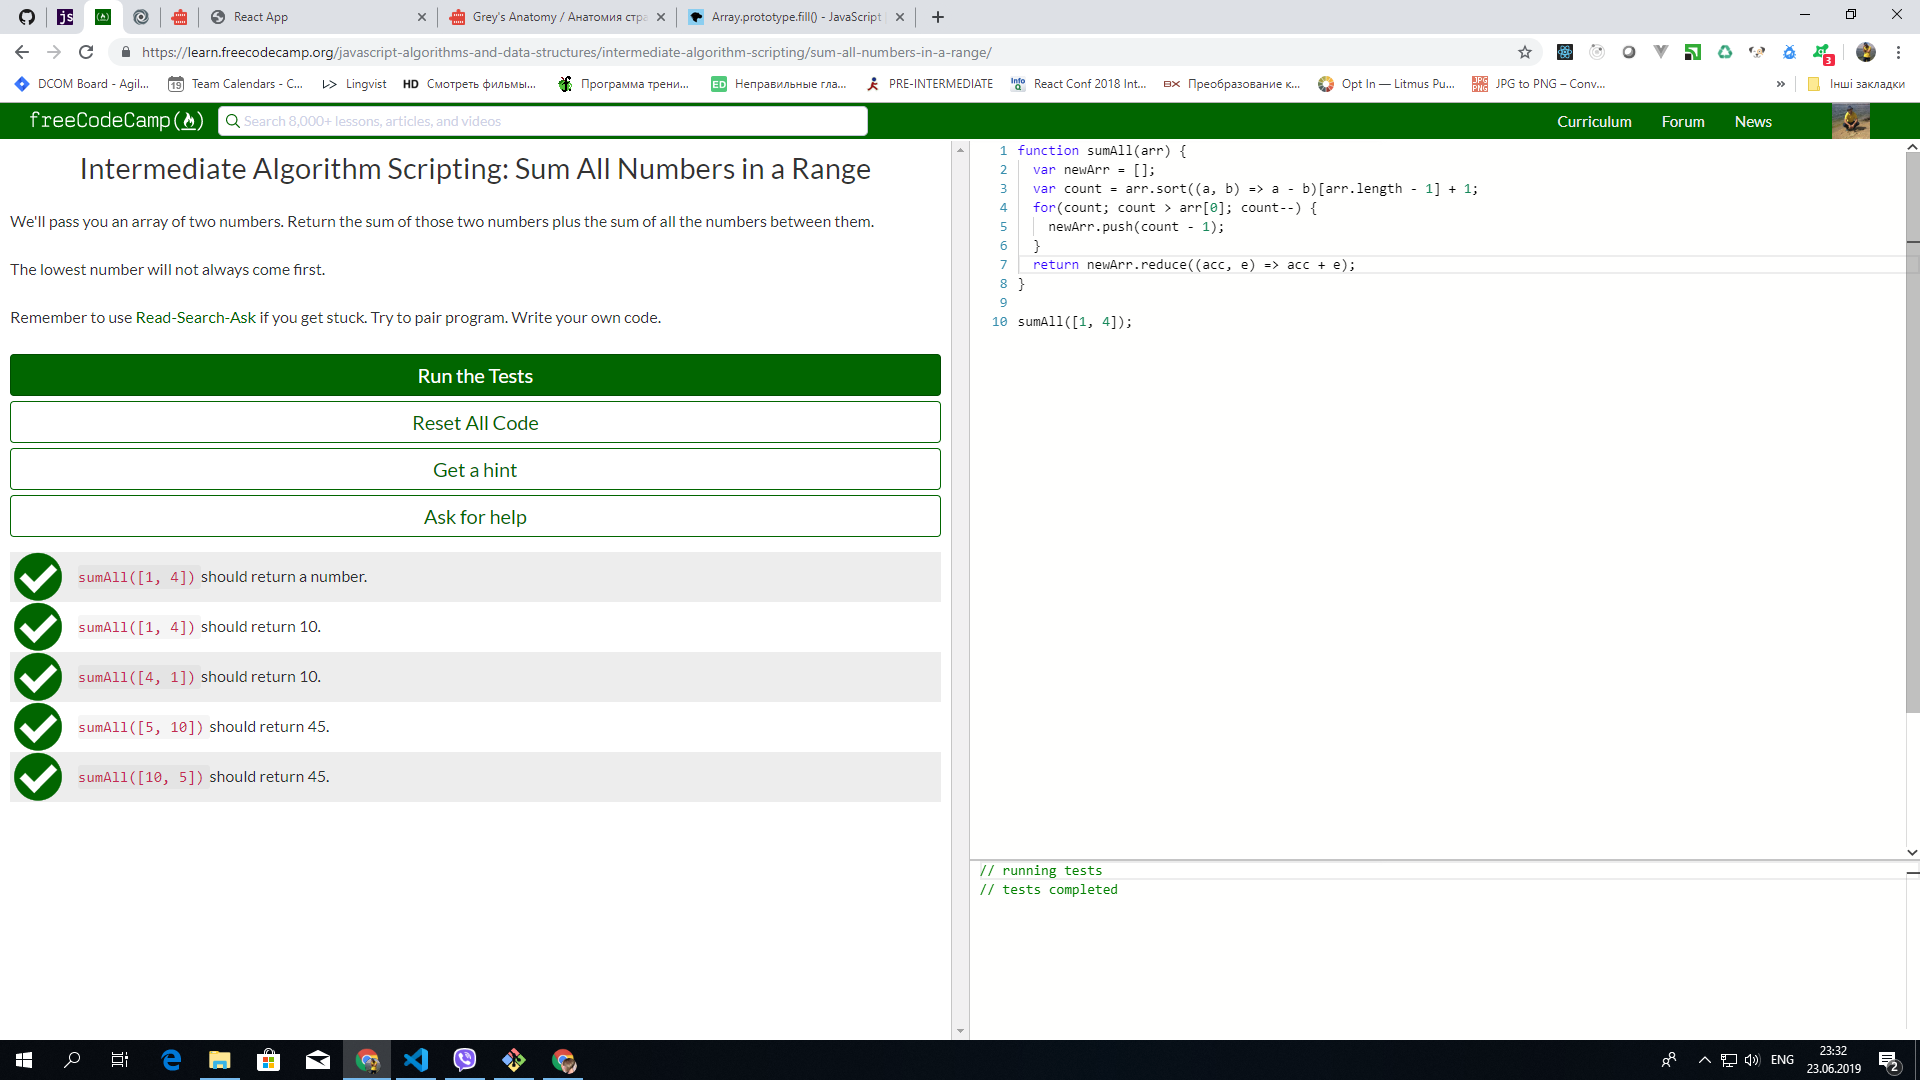 React App
Grey's Anatomy / Анатомия стра
Array.prototype.fill() - JavaScript
https://learn.freecodecamp.org/javascript-algorithms-and-data-structures/intermediate-algorithm-scripting/sum-all-numbers-in-a-range/
3
DCOM Board - Agil...
19 Team Calendars - C...
Lingvist
HD Смотреть фильмы...
Программа трени...
ED Неправильные гла...
PRE-INTERMEDIATE
React Conf 2018 Int...
Преобразование к...
Opt In — Litmus Pu...
JPG to PNG – Conv...
»
Інші закладки
freeCodeCamp
Search 8,000+ lessons, articles, and videos
Curriculum
Forum
News
Intermediate Algorithm Scripting: Sum All Numbers in a Range
We'll pass you an array of two numbers. Return the sum of those two numbers plus the sum of all the numbers between them.
The lowest number will not always come first.
Remember to use Read-Search-Ask if you get stuck. Try to pair program. Write your own code.
Run the Tests
Reset All Code
Get a hint
Ask for help
sumAll([1, 4]) should return a number.
sumAll([1, 4]) should return 10.
sumAll([4, 1]) should return 10.
sumAll([5, 10]) should return 45.
sumAll([10, 5]) should return 45.
1 function sumAll(arr) {
2 var newArr = [];
3 var count = arr.sort((a, b) => a - b)[arr.length - 1] + 1;
4 for(count; count > arr[0]; count--) {
5 newArr.push(count - 1);
6 }
7 return newArr.reduce((acc, e) => acc + e);
8 }
9
10 sumAll([1, 4]);
// running tests
// tests completed
ENG
23:32
23.06.2019
2